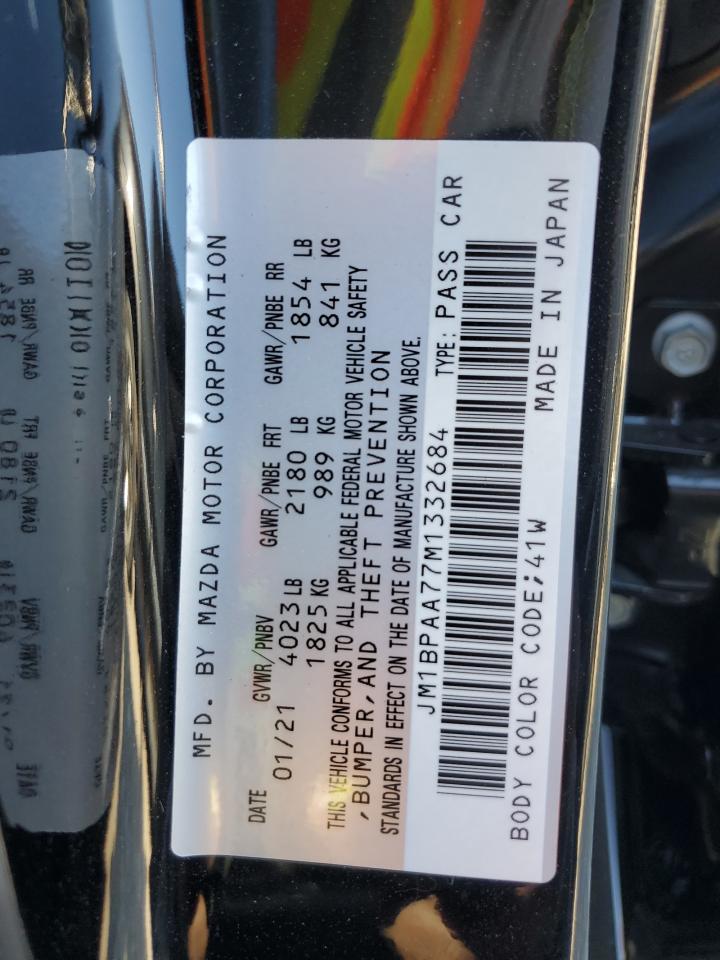 MFD. BY MAZDA MOTOR CORPORATION
DATE GVWR/PNBV GAWR/PNBE FRT GAWR/PNBE RR
01/21 4023 LB 2180 LB 1854 LB
1825 KG 989 KG 841 KG
THIS VEHICLE CONFORMS TO ALL APPLICABLE FEDERAL MOTOR VEHICLE SAFETY
,BUMPER,AND THEFT PREVENTION
STANDARDS IN EFFECT ON THE DATE OF MANUFACTURE SHOWN ABOVE.
JM1BPAA77M1332684 TYPE: PASS CAR
BODY COLOR CODE;41W MADE IN JAPAN